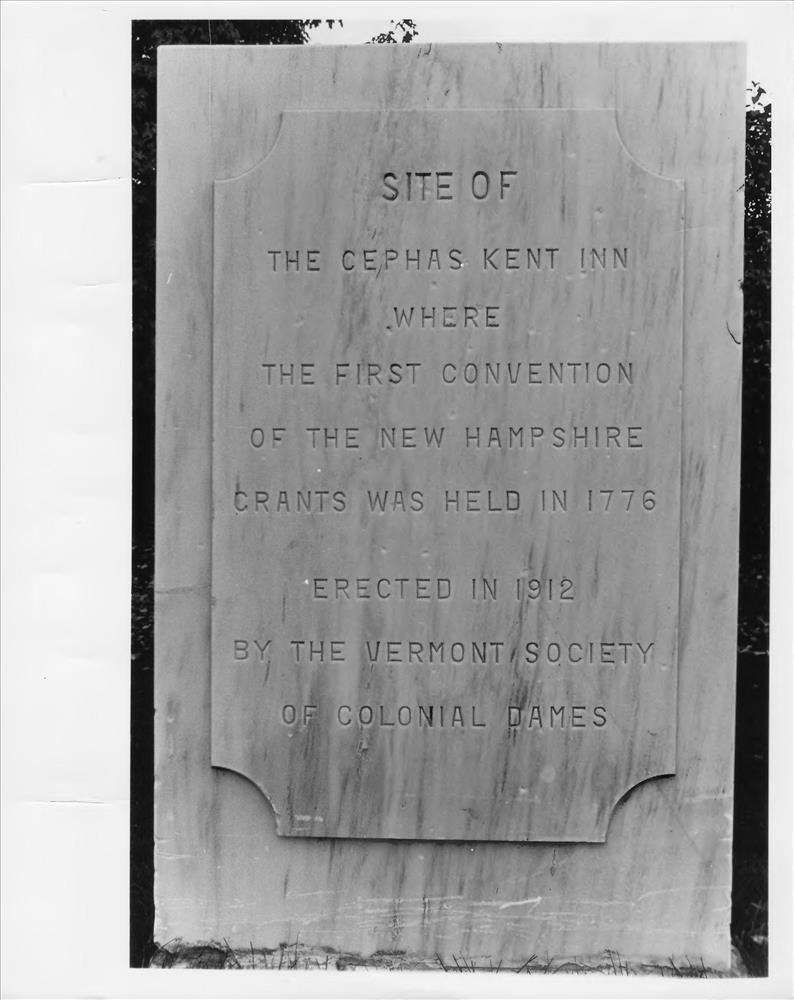 SITE OF
THE CEPHAS KENT INN
WHERE
THE FIRST CONVENTION
OF THE NEW HAMPSHIRE
GRANTS WAS HELD IN 1776
ERECTED IN 1912
BY THE VERMONT SOCIETY
OF COLONIAL DAMES